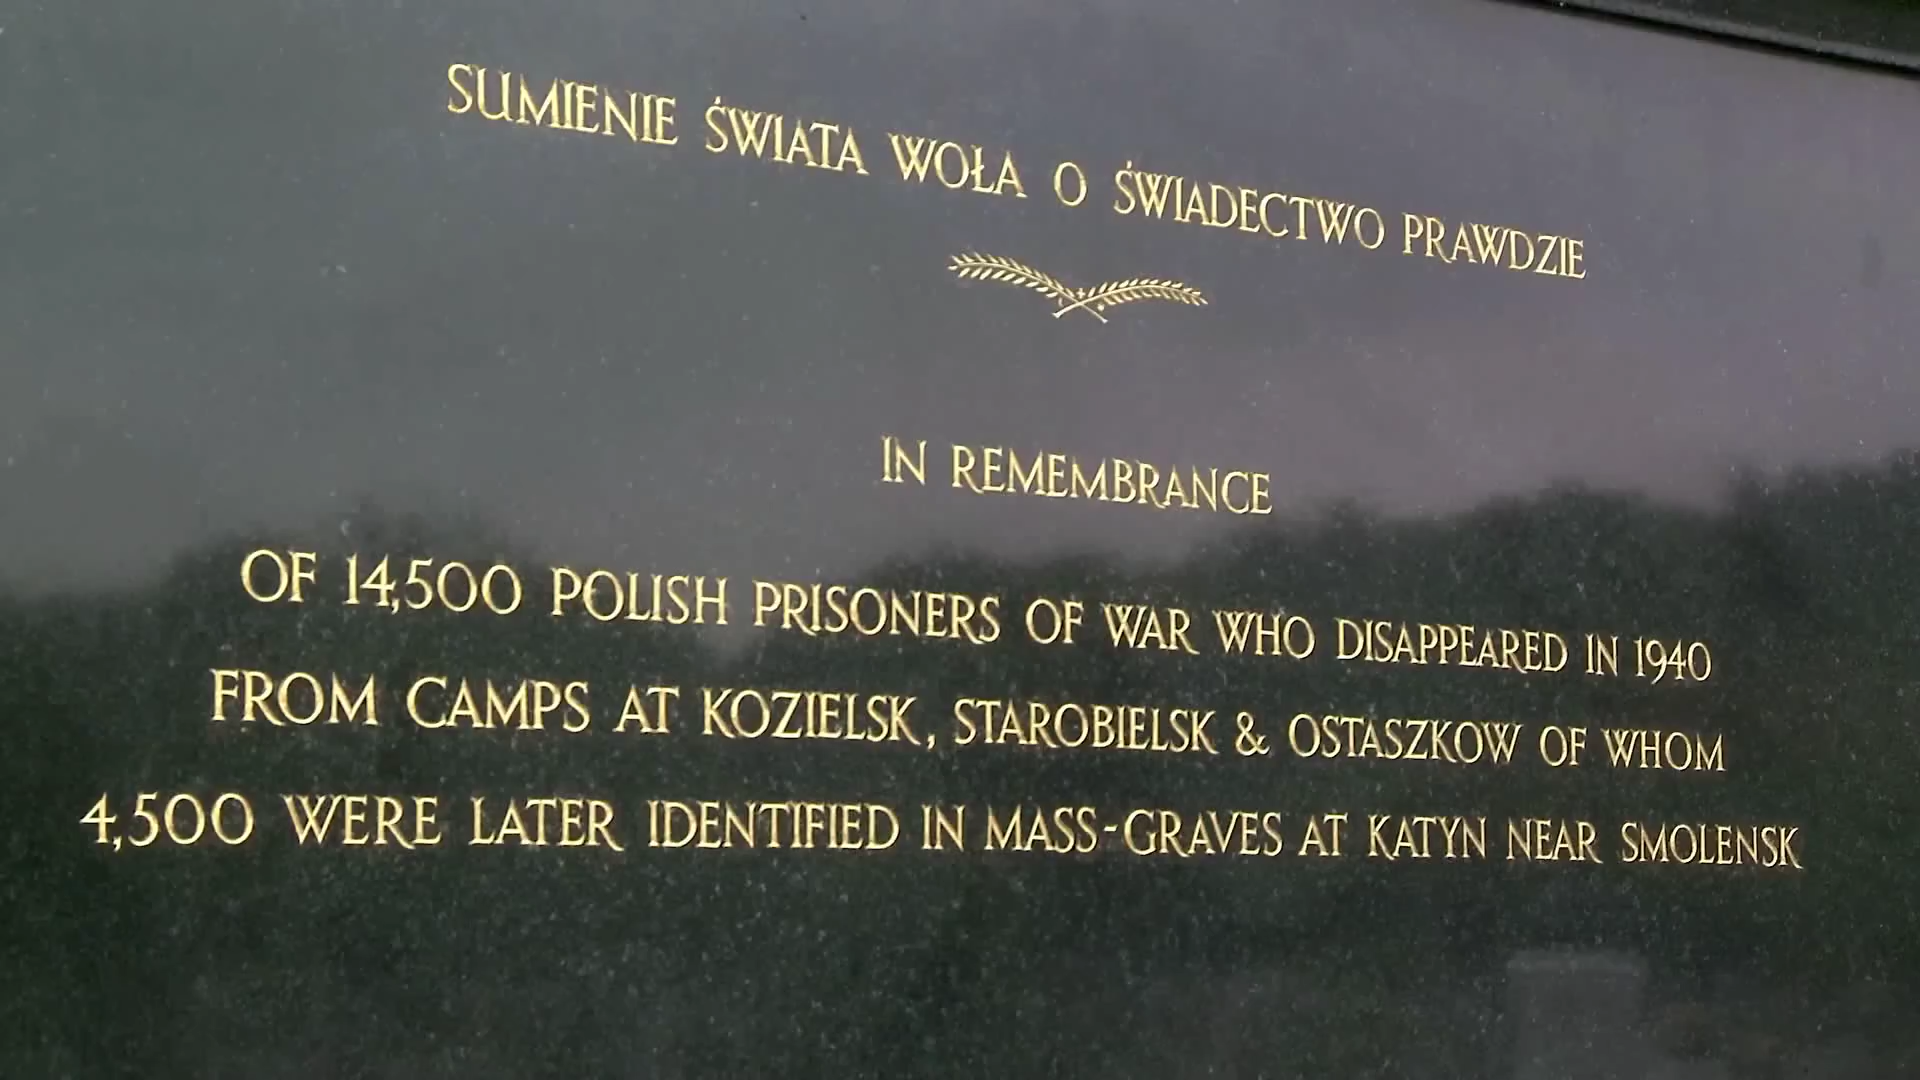 SUMIENIE ŚWIATA WOŁA O ŚWIADECTWO PRAWDZIE
IN REMEMBRANCE
OF 14,500 POLISH PRISONERS OF WAR WHO DISAPPEARED IN 1940
FROM CAMPS AT KOZIELSK, STAROBIELSK & OSTASZKOW OF WHOM
4,500 WERE LATER IDENTIFIED IN MASS-GRAVES AT KATYN NEAR SMOLENSK